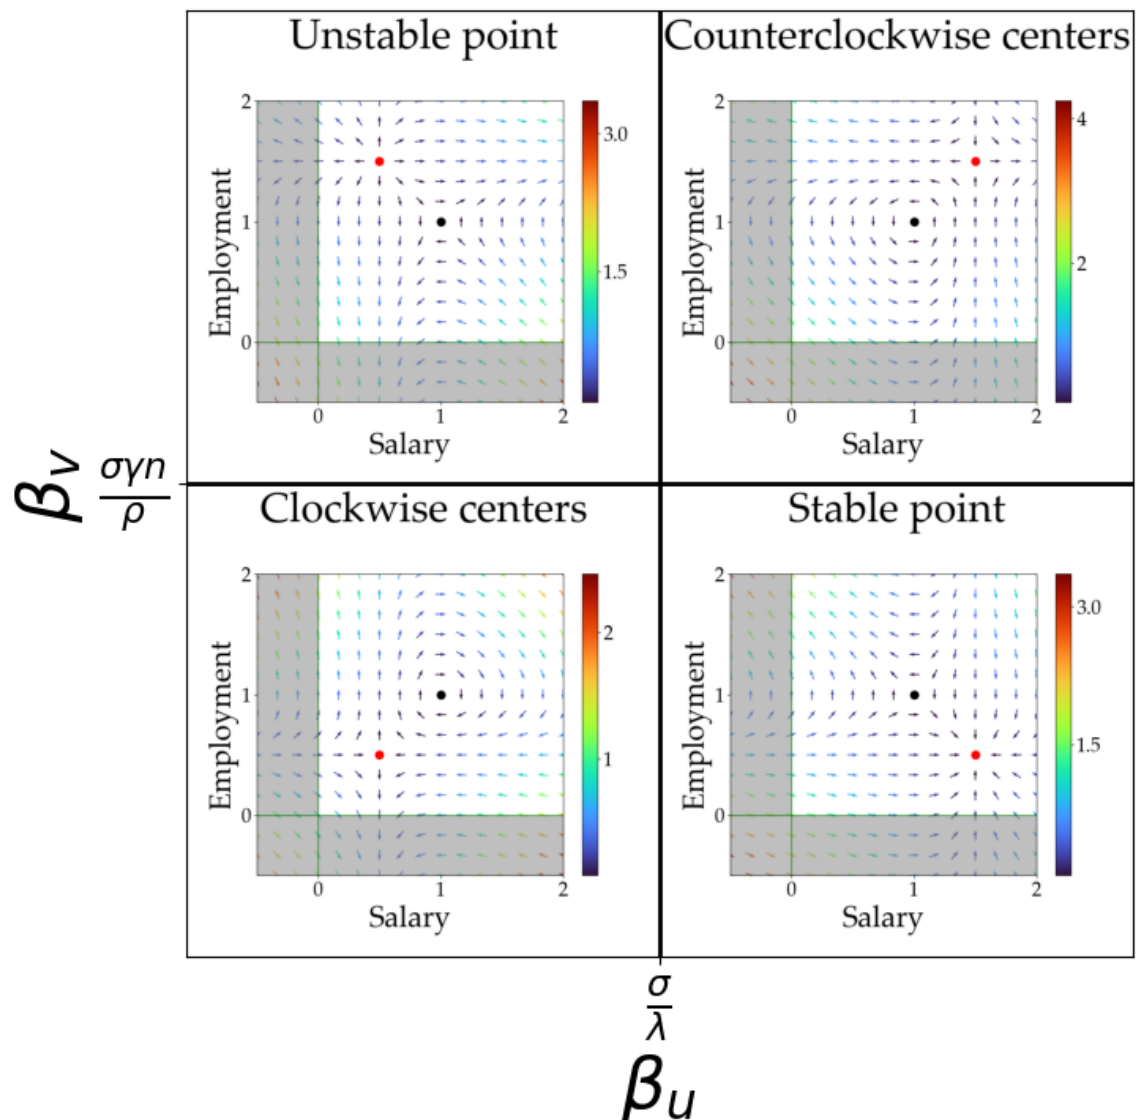 Unstable point
Counterclockwise centers
2
1
0
Employment
0 1 2
Salary
3.0
1.5
2
1
0
Employment
0 1 2
Salary
4
2
β_v
σγn/ρ
Clockwise centers
Stable point
2
1
0
Employment
0 1 2
Salary
2
1
2
1
0
Employment
0 1 2
Salary
3.0
1.5
σ/λ
β_u